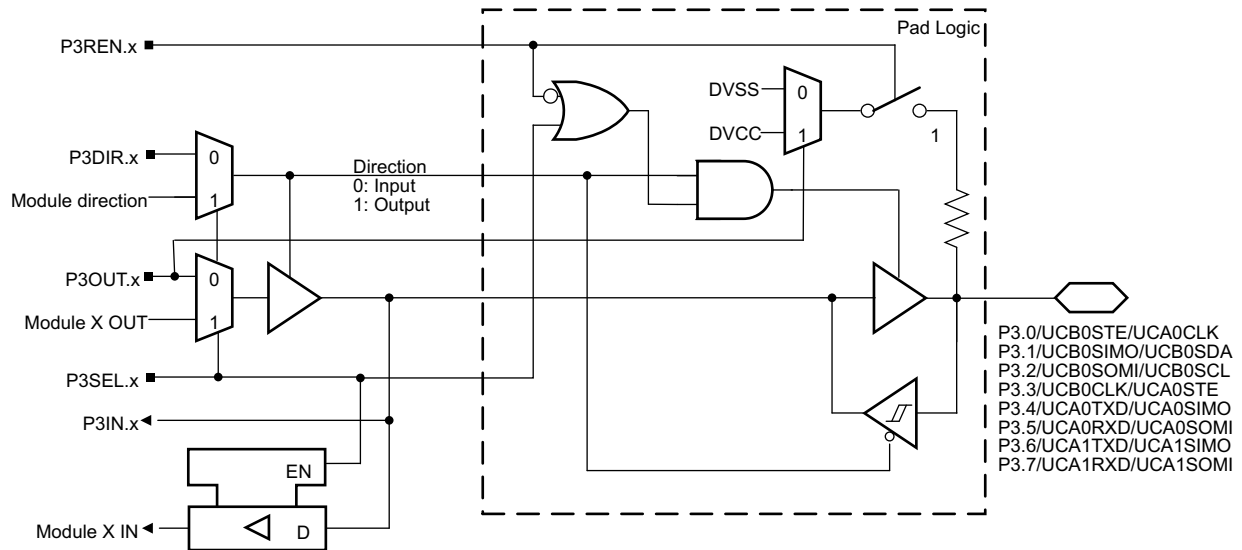 Pad Logic
P3REN.x
DVSS
0
DVCC
1
1
P3DIR.x
0
Module direction
1
Direction
0: Input
1: Output
P3OUT.x
0
Module X OUT
1
P3SEL.x
P3IN.x
EN
Module X IN
D
P3.0/UCB0STE/UCA0CLK
P3.1/UCB0SIMO/UCB0SDA
P3.2/UCB0SOMI/UCB0SCL
P3.3/UCB0CLK/UCA0STE
P3.4/UCA0TXD/UCA0SIMO
P3.5/UCA0RXD/UCA0SOMI
P3.6/UCA1TXD/UCA1SIMO
P3.7/UCA1RXD/UCA1SOMI